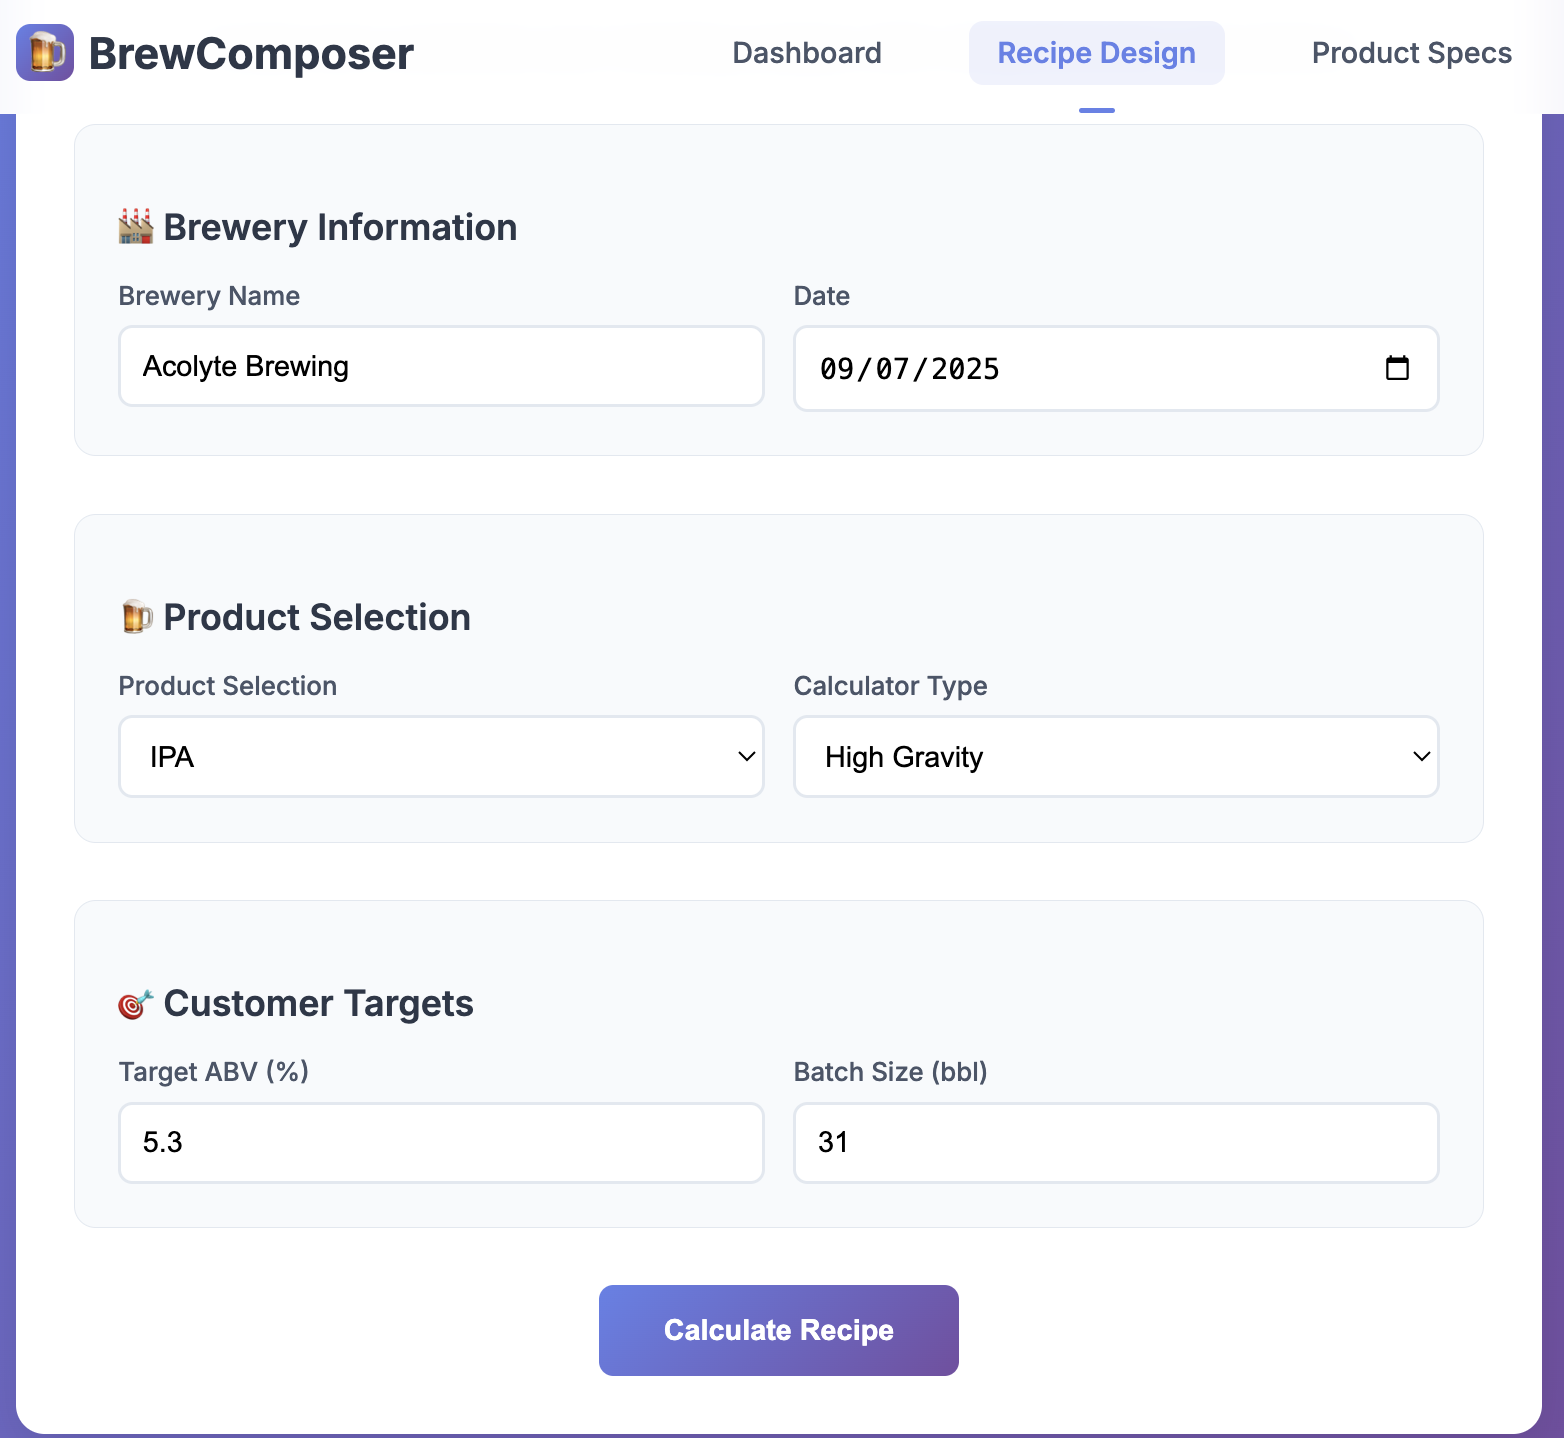 BrewComposer
Dashboard
Recipe Design
Product Specs
Brewery Information
Brewery Name
Date
Acolyte Brewing
09/07/2025
Product Selection
Product Selection
Calculator Type
IPA
High Gravity
Customer Targets
Target ABV (%)
Batch Size (bbl)
5.3
31
Calculate Recipe